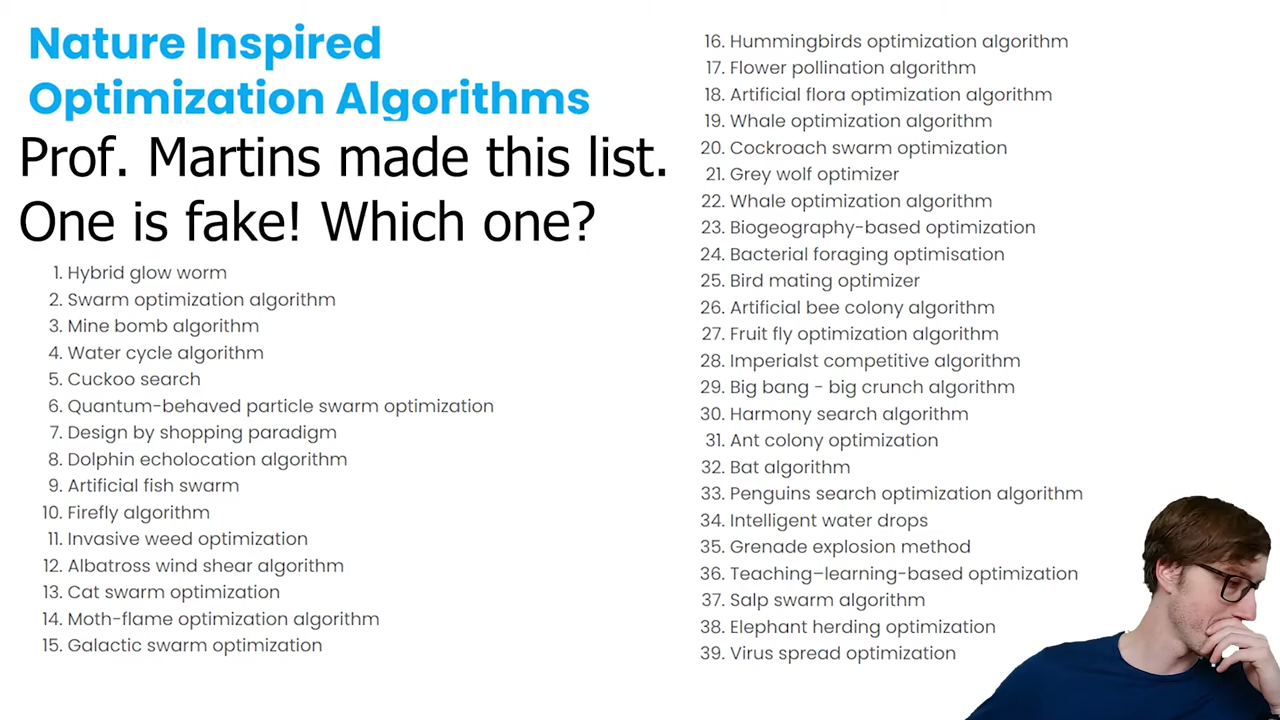 Nature Inspired
Optimization Algorithms
Prof. Martins made this list.
One is fake! Which one?
1. Hybrid glow worm
2. Swarm optimization algorithm
3. Mine bomb algorithm
4. Water cycle algorithm
5. Cuckoo search
6. Quantum-behaved particle swarm optimization
7. Design by shopping paradigm
8. Dolphin echolocation algorithm
9. Artificial fish swarm
10. Firefly algorithm
11. Invasive weed optimization
12. Albatross wind shear algorithm
13. Cat swarm optimization
14. Moth-flame optimization algorithm
15. Galactic swarm optimization
16. Hummingbirds optimization algorithm
17. Flower pollination algorithm
18. Artificial flora optimization algorithm
19. Whale optimization algorithm
20. Cockroach swarm optimization
21. Grey wolf optimizer
22. Whale optimization algorithm
23. Biogeography-based optimization
24. Bacterial foraging optimisation
25. Bird mating optimizer
26. Artificial bee colony algorithm
27. Fruit fly optimization algorithm
28. Imperialst competitive algorithm
29. Big bang - big crunch algorithm
30. Harmony search algorithm
31. Ant colony optimization
32. Bat algorithm
33. Penguins search optimization algorithm
34. Intelligent water drops
35. Grenade explosion method
36. Teaching–learning-based optimization
37. Salp swarm algorithm
38. Elephant herding optimization
39. Virus spread optimization